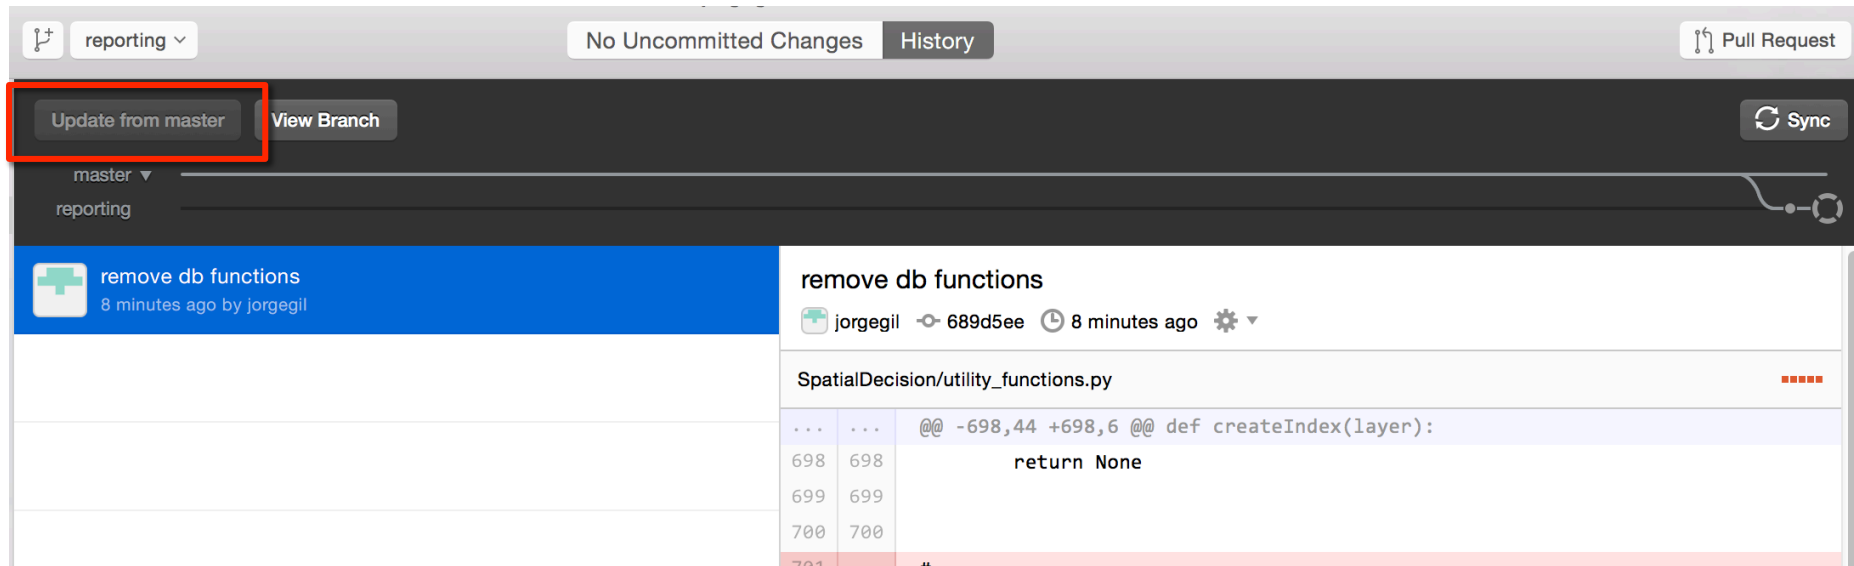 reporting
No Uncommitted Changes History
Pull Request
Update from master View Branch
Sync
master
reporting
remove db functions
8 minutes ago by jorgegil
remove db functions
jorgegil 689d5ee 8 minutes ago
SpatialDecision/utility_functions.py
... ... @@ -698,44 +698,6 @@ def createIndex(layer):
698 698 return None
699 699
700 700
701 #